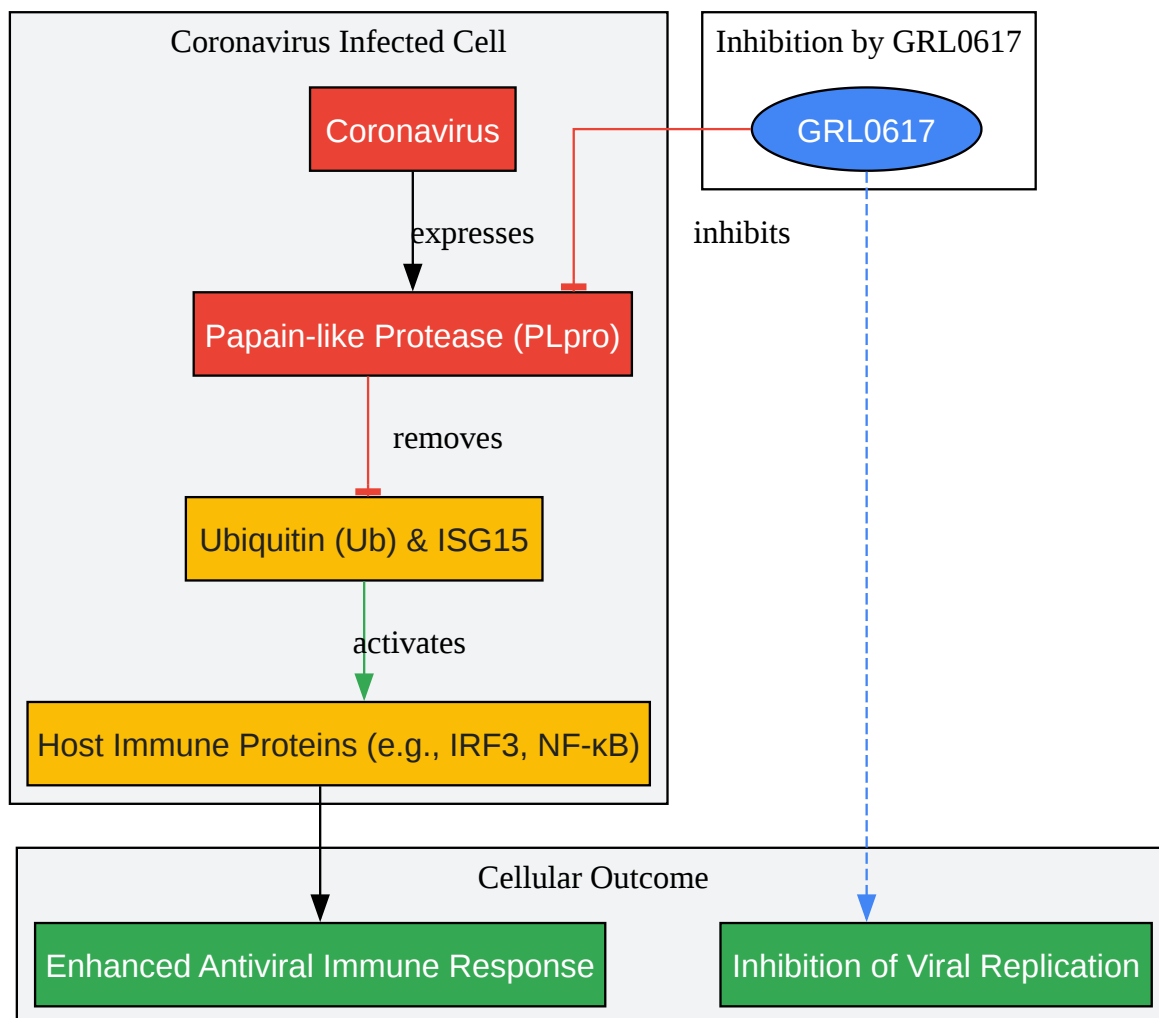 Coronavirus Infected Cell
Inhibition by GRL0617
Coronavirus
GRL0617
expresses
inhibits
Papain-like Protease (PLpro)
removes
Ubiquitin (Ub) & ISG15
activates
Host Immune Proteins (e.g., IRF3, NF-κB)
Cellular Outcome
Enhanced Antiviral Immune Response
Inhibition of Viral Replication